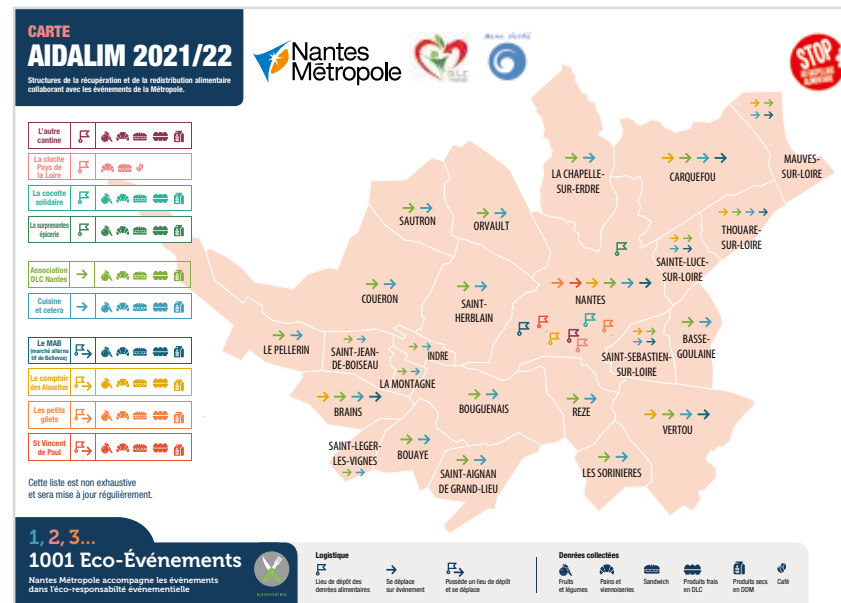 CARTE
AIDALIM 2021/22
Structures de la récupération et de la redistribution alimentaire
collaborant avec les événements de la Métropole.
Nantes
Métropole
STOP
L'autre
cantine
La cloche
Pays de
la Loire
La cocotte
solidaire
La surprenantes
épicerie
Association
DLC Nantes
Cuisine
et cetera
Le MAB
(marché alterna
tif de Bellevue)
Le comptoir
des Alouettes
Les petits
gilets
St Vincent
de Paul
Cette liste est non exhaustive
et sera mise à jour régulièrement.
LA CHAPELLE-
SUR-ERDRE
CARQUEFOU
MAUVES-
SUR-LOIRE
SAUTRON
ORVAULT
THOUARE-
SUR-LOIRE
SAINTE-LUCE-
SUR-LOIRE
COUERON
SAINT-
HERBLAIN
NANTES
LE PELLERIN
SAINT-JEAN-
DE-BOISEAU
INDRE
LA MONTAGNE
SAINT-SEBASTIEN-
SUR-LOIRE
BASSE-
GOULAINE
BRAINS
BOUGUENAIS
REZE
VERTOU
SAINT-LEGER-
LES-VIGNES
BOUAYE
SAINT-AIGNAN
DE GRAND-LIEU
LES SORINIERES
1, 2, 3...
1001 Eco-Événements
Nantes Métropole accompagne les évènements
dans l'éco-responsabilté événementielle
Logistique
Lieu de dépôt des
denrées alimentaires
Se déplace
sur événement
Possède un lieu de dépôt
et se déplace
Denrées collectées
Fruits
et légumes
Pains et
viennoiseries
Sandwich
Produits frais
en DLC
Produits secs
en DDM
Café